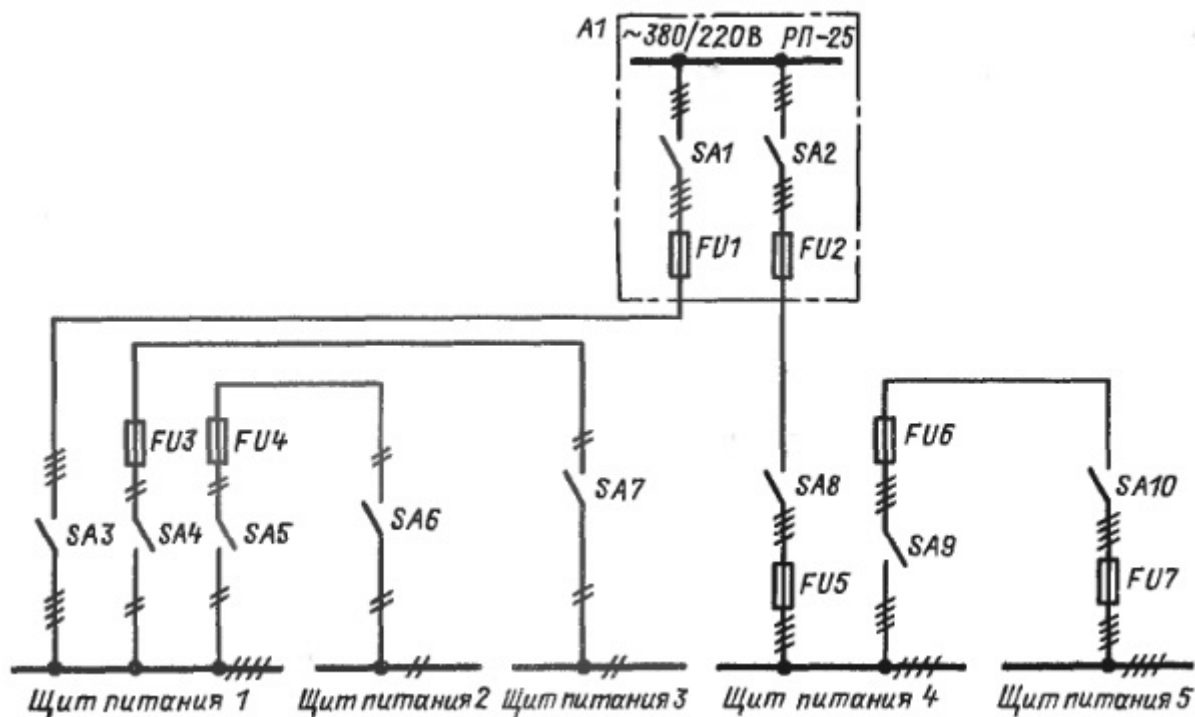 А1 ~380/220В РП-25
SA1 SA2
FU1 FU2
FU3 FU4 FU6
SA7 SA8 SA10
SA3 SA4 SA5 SA6 SA9
FU5 FU7
Щит питания 1 Щит питания 2 Щит питания 3 Щит питания 4 Щит питания 5